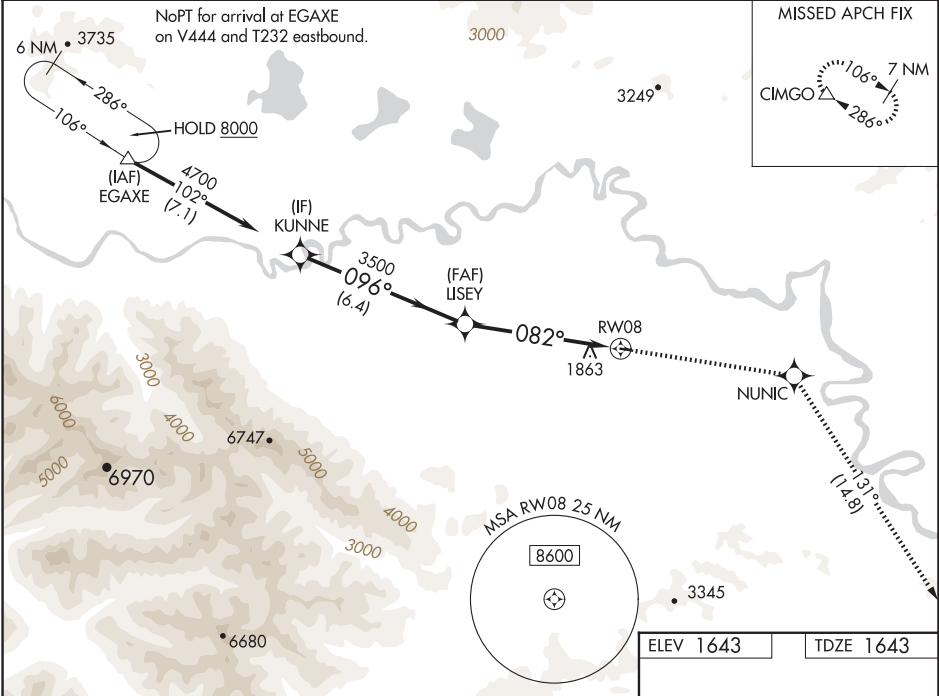 NoPT for arrival at EGAXE
on V444 and T232 eastbound.
6 NM
3735
3000
286°
106°
HOLD 8000
(IAF)
EGAXE
4700
102°
(7.1)
(IF)
KUNNE
3500
096°
(6.4)
(FAF)
LISEY
082°
RW08
1863
NUNIC
131°
(14.8)
3249
MISSED APCH FIX
CIMGO
106°
7 NM
286°
3000
6000
4000
6747
5000
5000
6970
4000
3000
6680
MSA RW08 25 NM
8600
3345
ELEV 1643
TDZE 1643